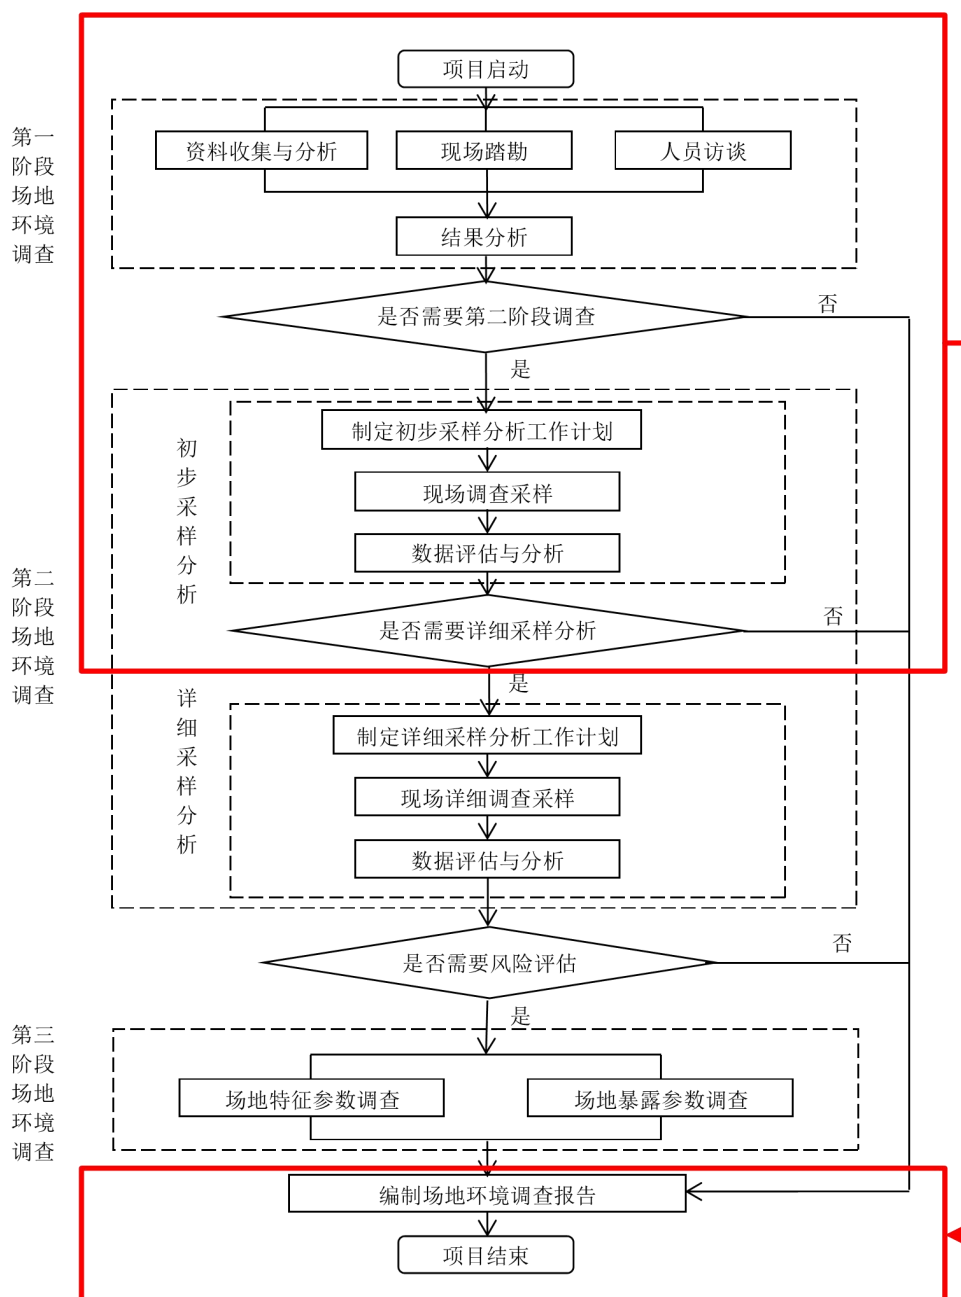 项目启动
第一
阶段
场地
环境
调查
资料收集与分析
现场踏勘
人员访谈
结果分析
是否需要第二阶段调查
否
是
第二
阶段
场地
环境
调查
初
步
采
样
分
析
制定初步采样分析工作计划
现场调查采样
数据评估与分析
是否需要详细采样分析
否
是
详
细
采
样
分
析
制定详细采样分析工作计划
现场详细调查采样
数据评估与分析
是否需要风险评估
否
是
第三
阶段
场地
环境
调查
场地特征参数调查
场地暴露参数调查
编制场地环境调查报告
项目结束